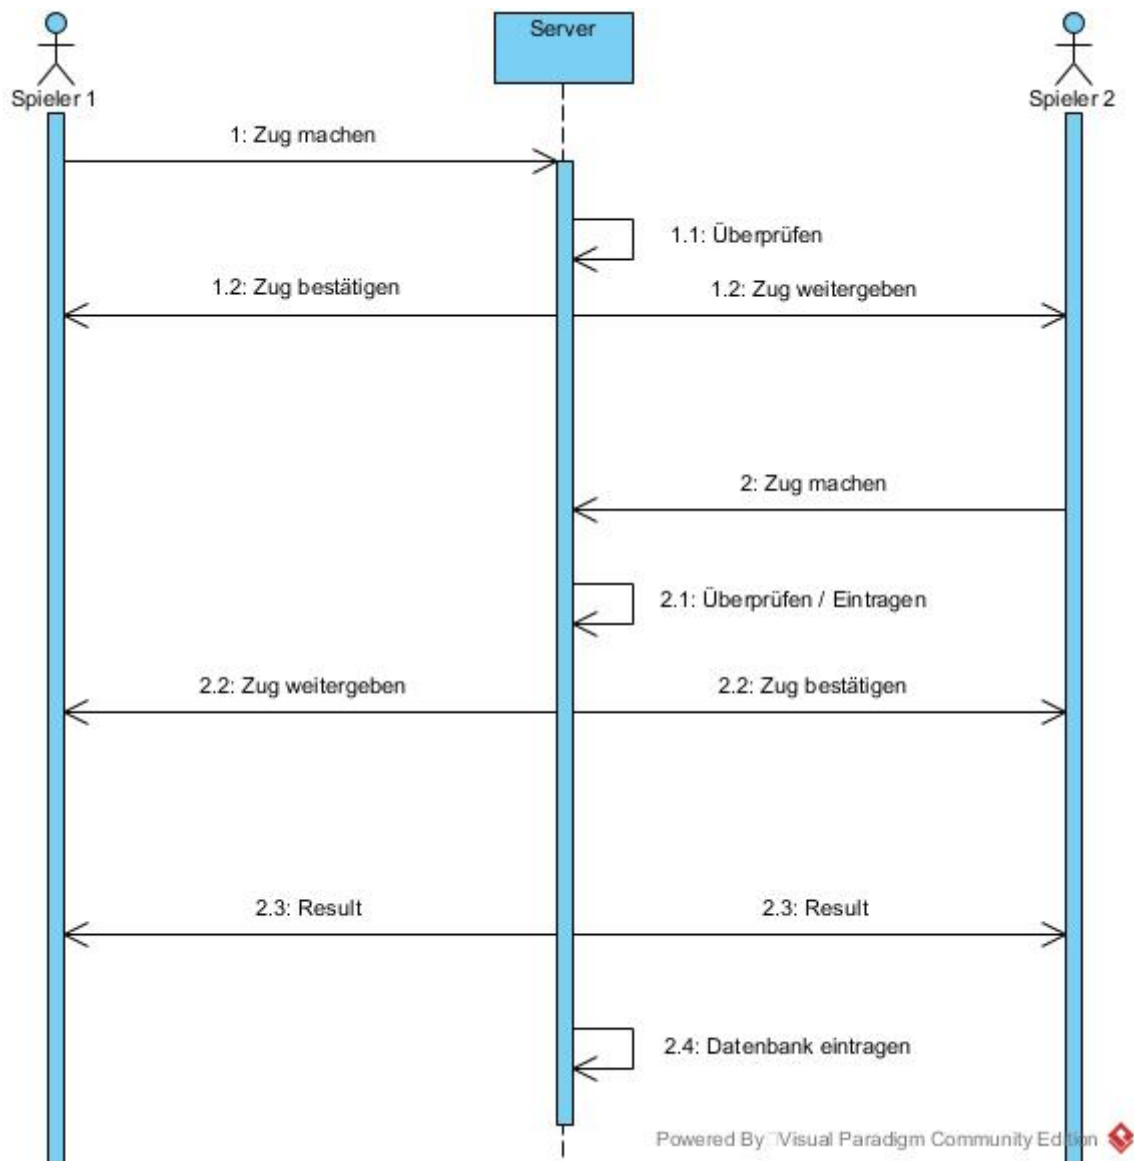 Server
Spieler 1
Spieler 2
1: Zug machen
1.1: Überprüfen
1.2: Zug bestätigen
1.2: Zug weitergeben
2: Zug machen
2.1: Überprüfen / Eintragen
2.2: Zug weitergeben
2.2: Zug bestätigen
2.3: Result
2.3: Result
2.4: Datenbank eintragen
Powered By Visual Paradigm Community Edition